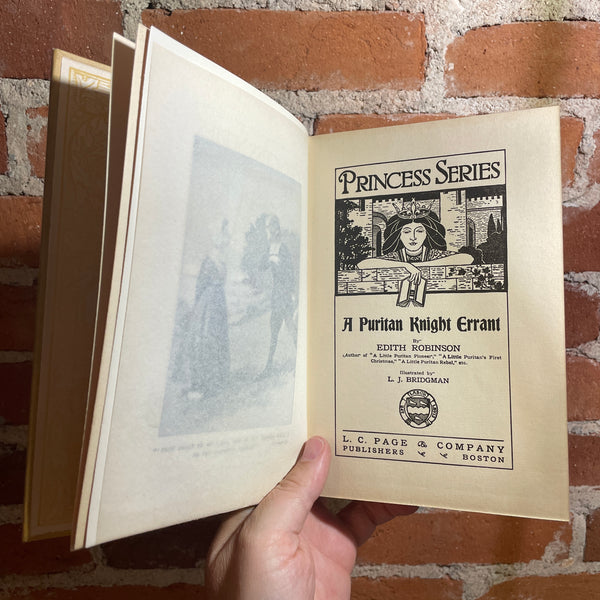 PRINCESS SERIES
A Puritan Knight Errant
By
EDITH ROBINSON
Author of "A Little Puritan Pioneer," "A Little Puritan's First
Christmas," "A Little Puritan Rebel," etc.
Illustrated by
L. J. BRIDGMAN
L. C. PAGE & COMPANY
PUBLISHERS BOSTON